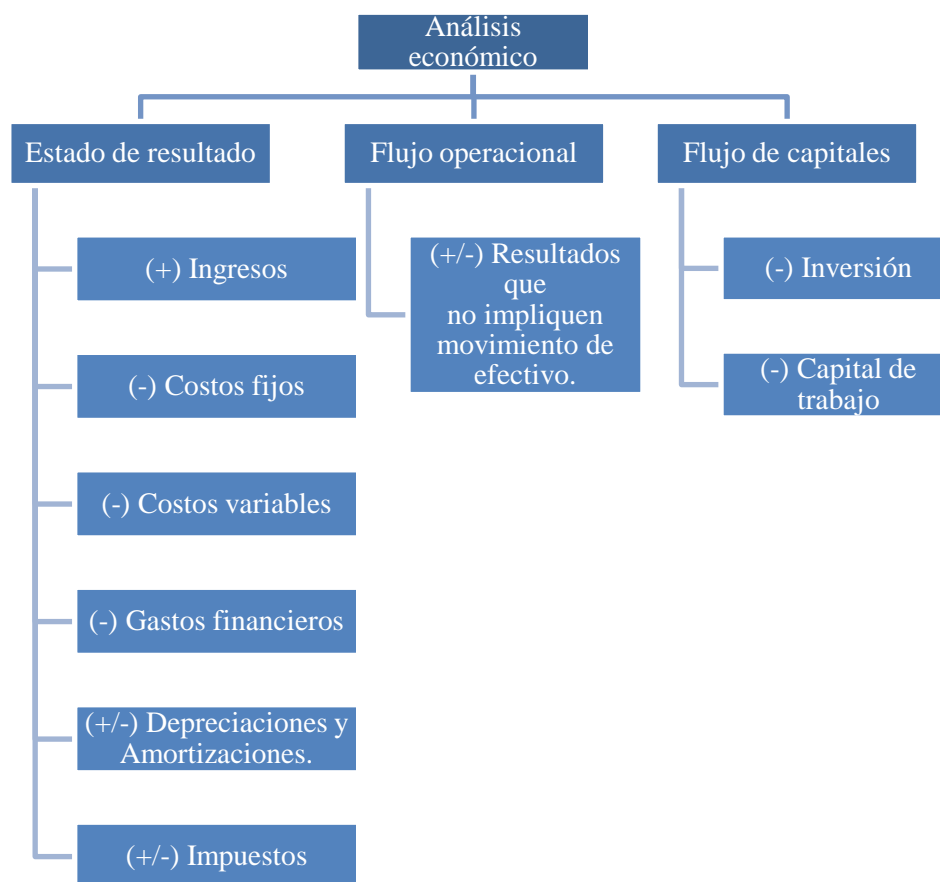 Análisis
económico
Estado de resultado
Flujo operacional
Flujo de capitales
(+) Ingresos
(-) Costos fijos
(-) Costos variables
(-) Gastos financieros
(+/-) Depreciaciones y
Amortizaciones.
(+/-) Impuestos
(+/-) Resultados
que
no impliquen
movimiento de
efectivo.
(-) Inversión
(-) Capital de
trabajo